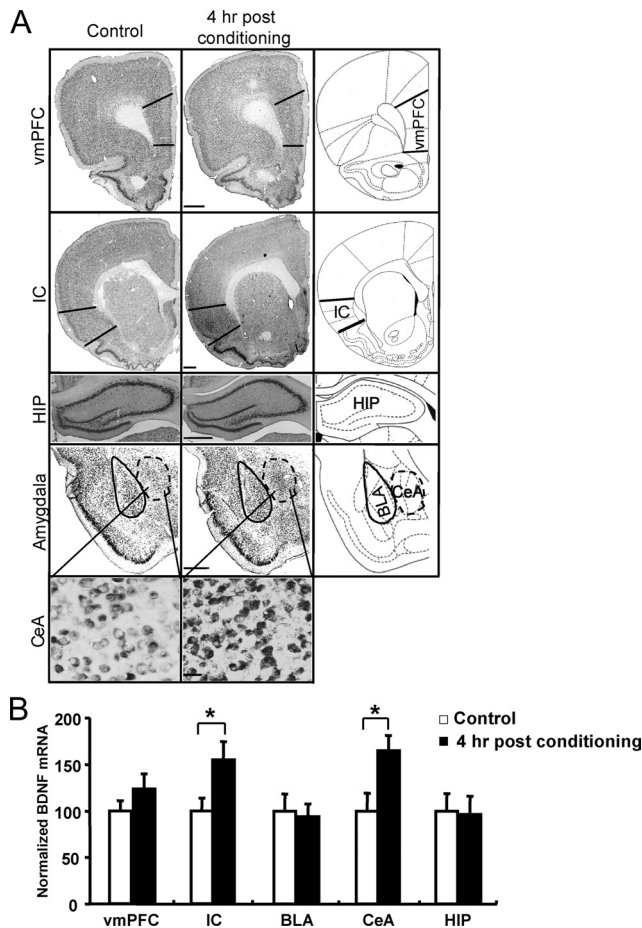 A
Control
4 hr post
conditioning
vmPFC
vmPFC
IC
IC
HIP
HIP
Amygdala
BLA
CeA
CeA
B
Normalized BDNF mRNA
200
150
100
50
0
*
*
Control
4 hr post conditioning
vmPFC IC BLA CeA HIP